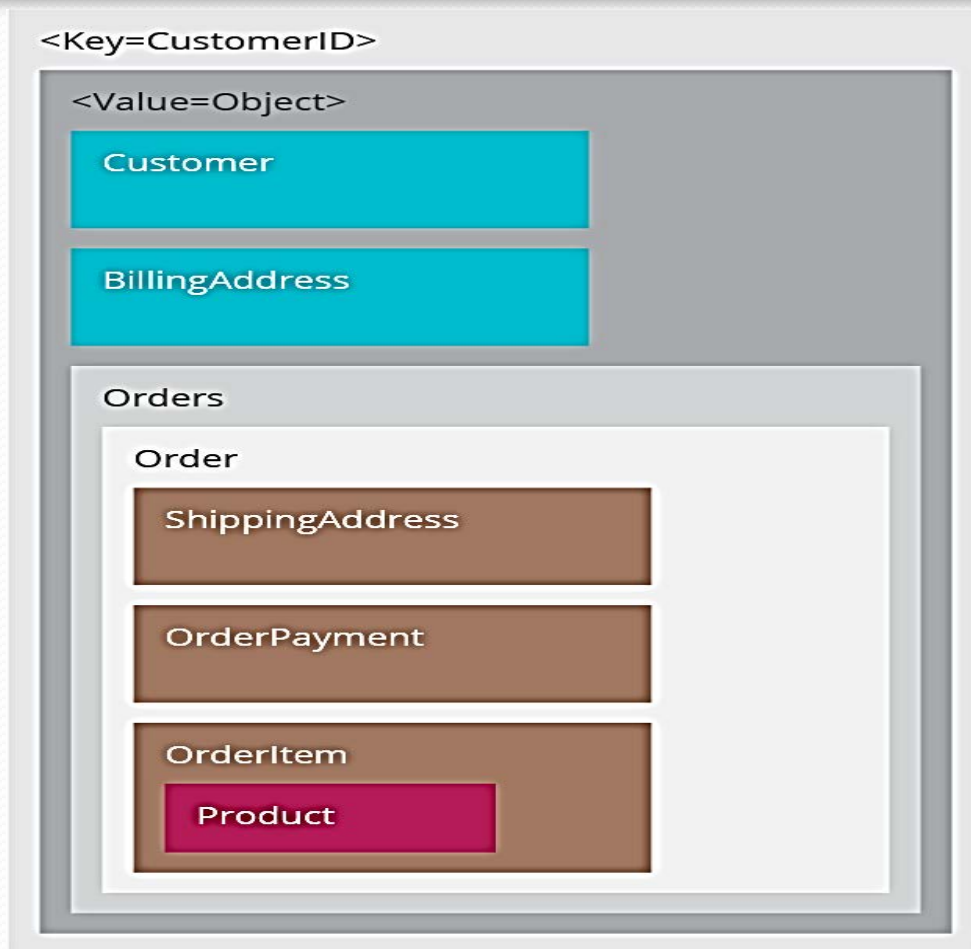 <Key=CustomerID>
<Value=Object>
Customer
BillingAddress
Orders
Order
ShippingAddress
OrderPayment
OrderItem
Product